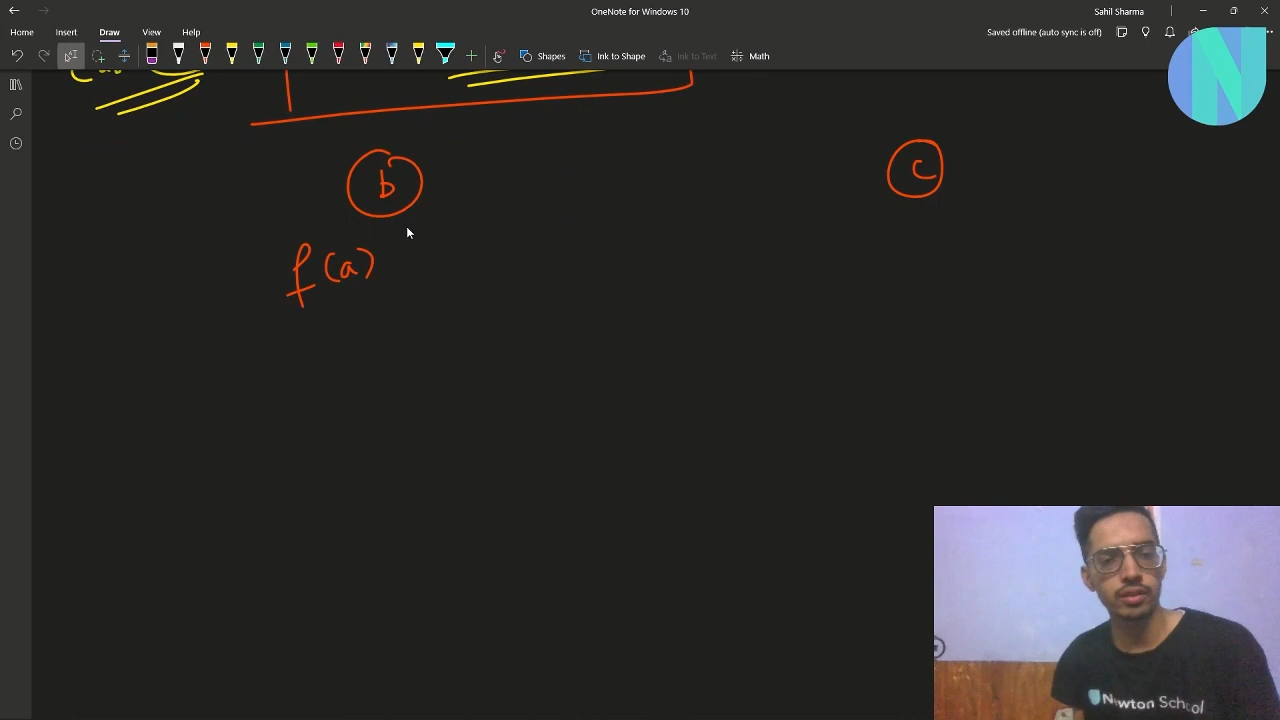 OneNote for Windows 10
Sahil Sharma
Home Insert Draw View Help
Saved offline (auto sync is off)
Shapes Ink to Shape Ink to Text Math
b
c
f(a)
Newton School